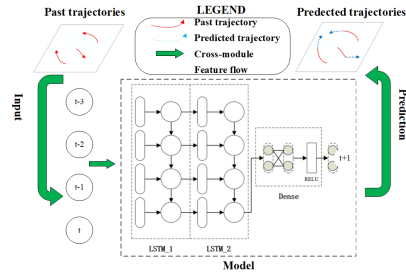 Past trajectories
LEGEND
Past trajectory
Predicted trajectory
Cross-module
Feature flow
Predected trajectories
Input
t-3
t-2
t-1
t
LSTM_1
LSTM_2
Dense
RELU
t+1
Model
Prediction